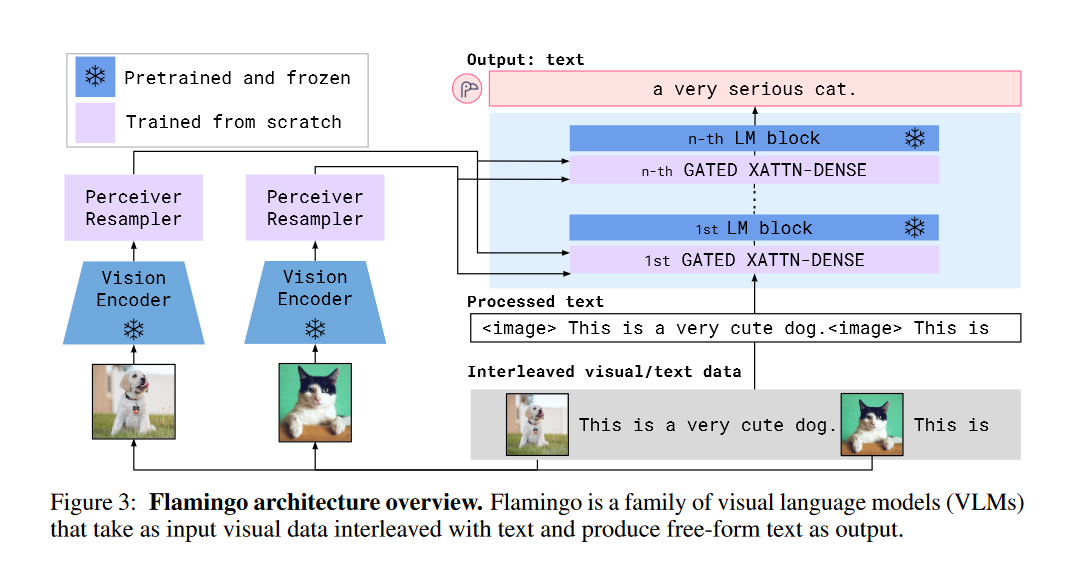 Pretrained and frozen
Trained from scratch
Output: text
a very serious cat.
n-th LM block
n-th GATED XATTN-DENSE
1st LM block
1st GATED XATTN-DENSE
Perceiver
Resampler
Perceiver
Resampler
Vision
Encoder
Vision
Encoder
Processed text
<image> This is a very cute dog.<image> This is
Interleaved visual/text data
This is a very cute dog.
This is
Figure 3: Flamingo architecture overview. Flamingo is a family of visual language models (VLMs)
that take as input visual data interleaved with text and produce free-form text as output.